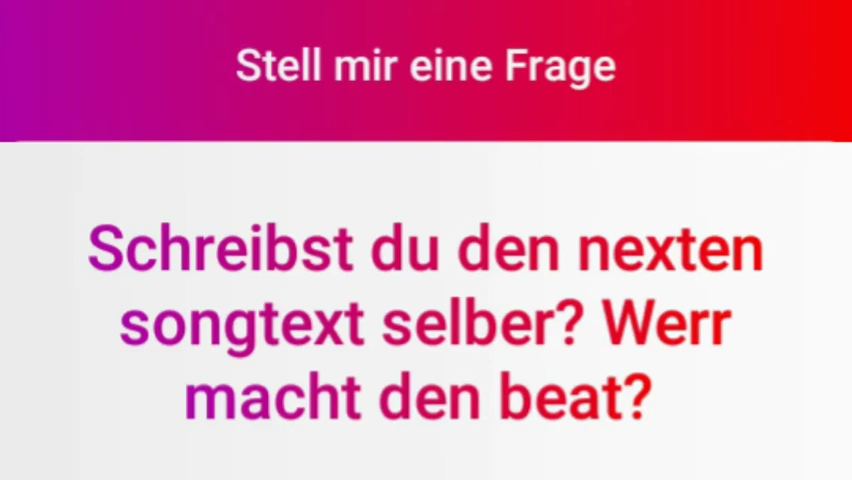 Stell mir eine Frage
Schreibst du den nexten
songtext selber? Werr
macht den beat?